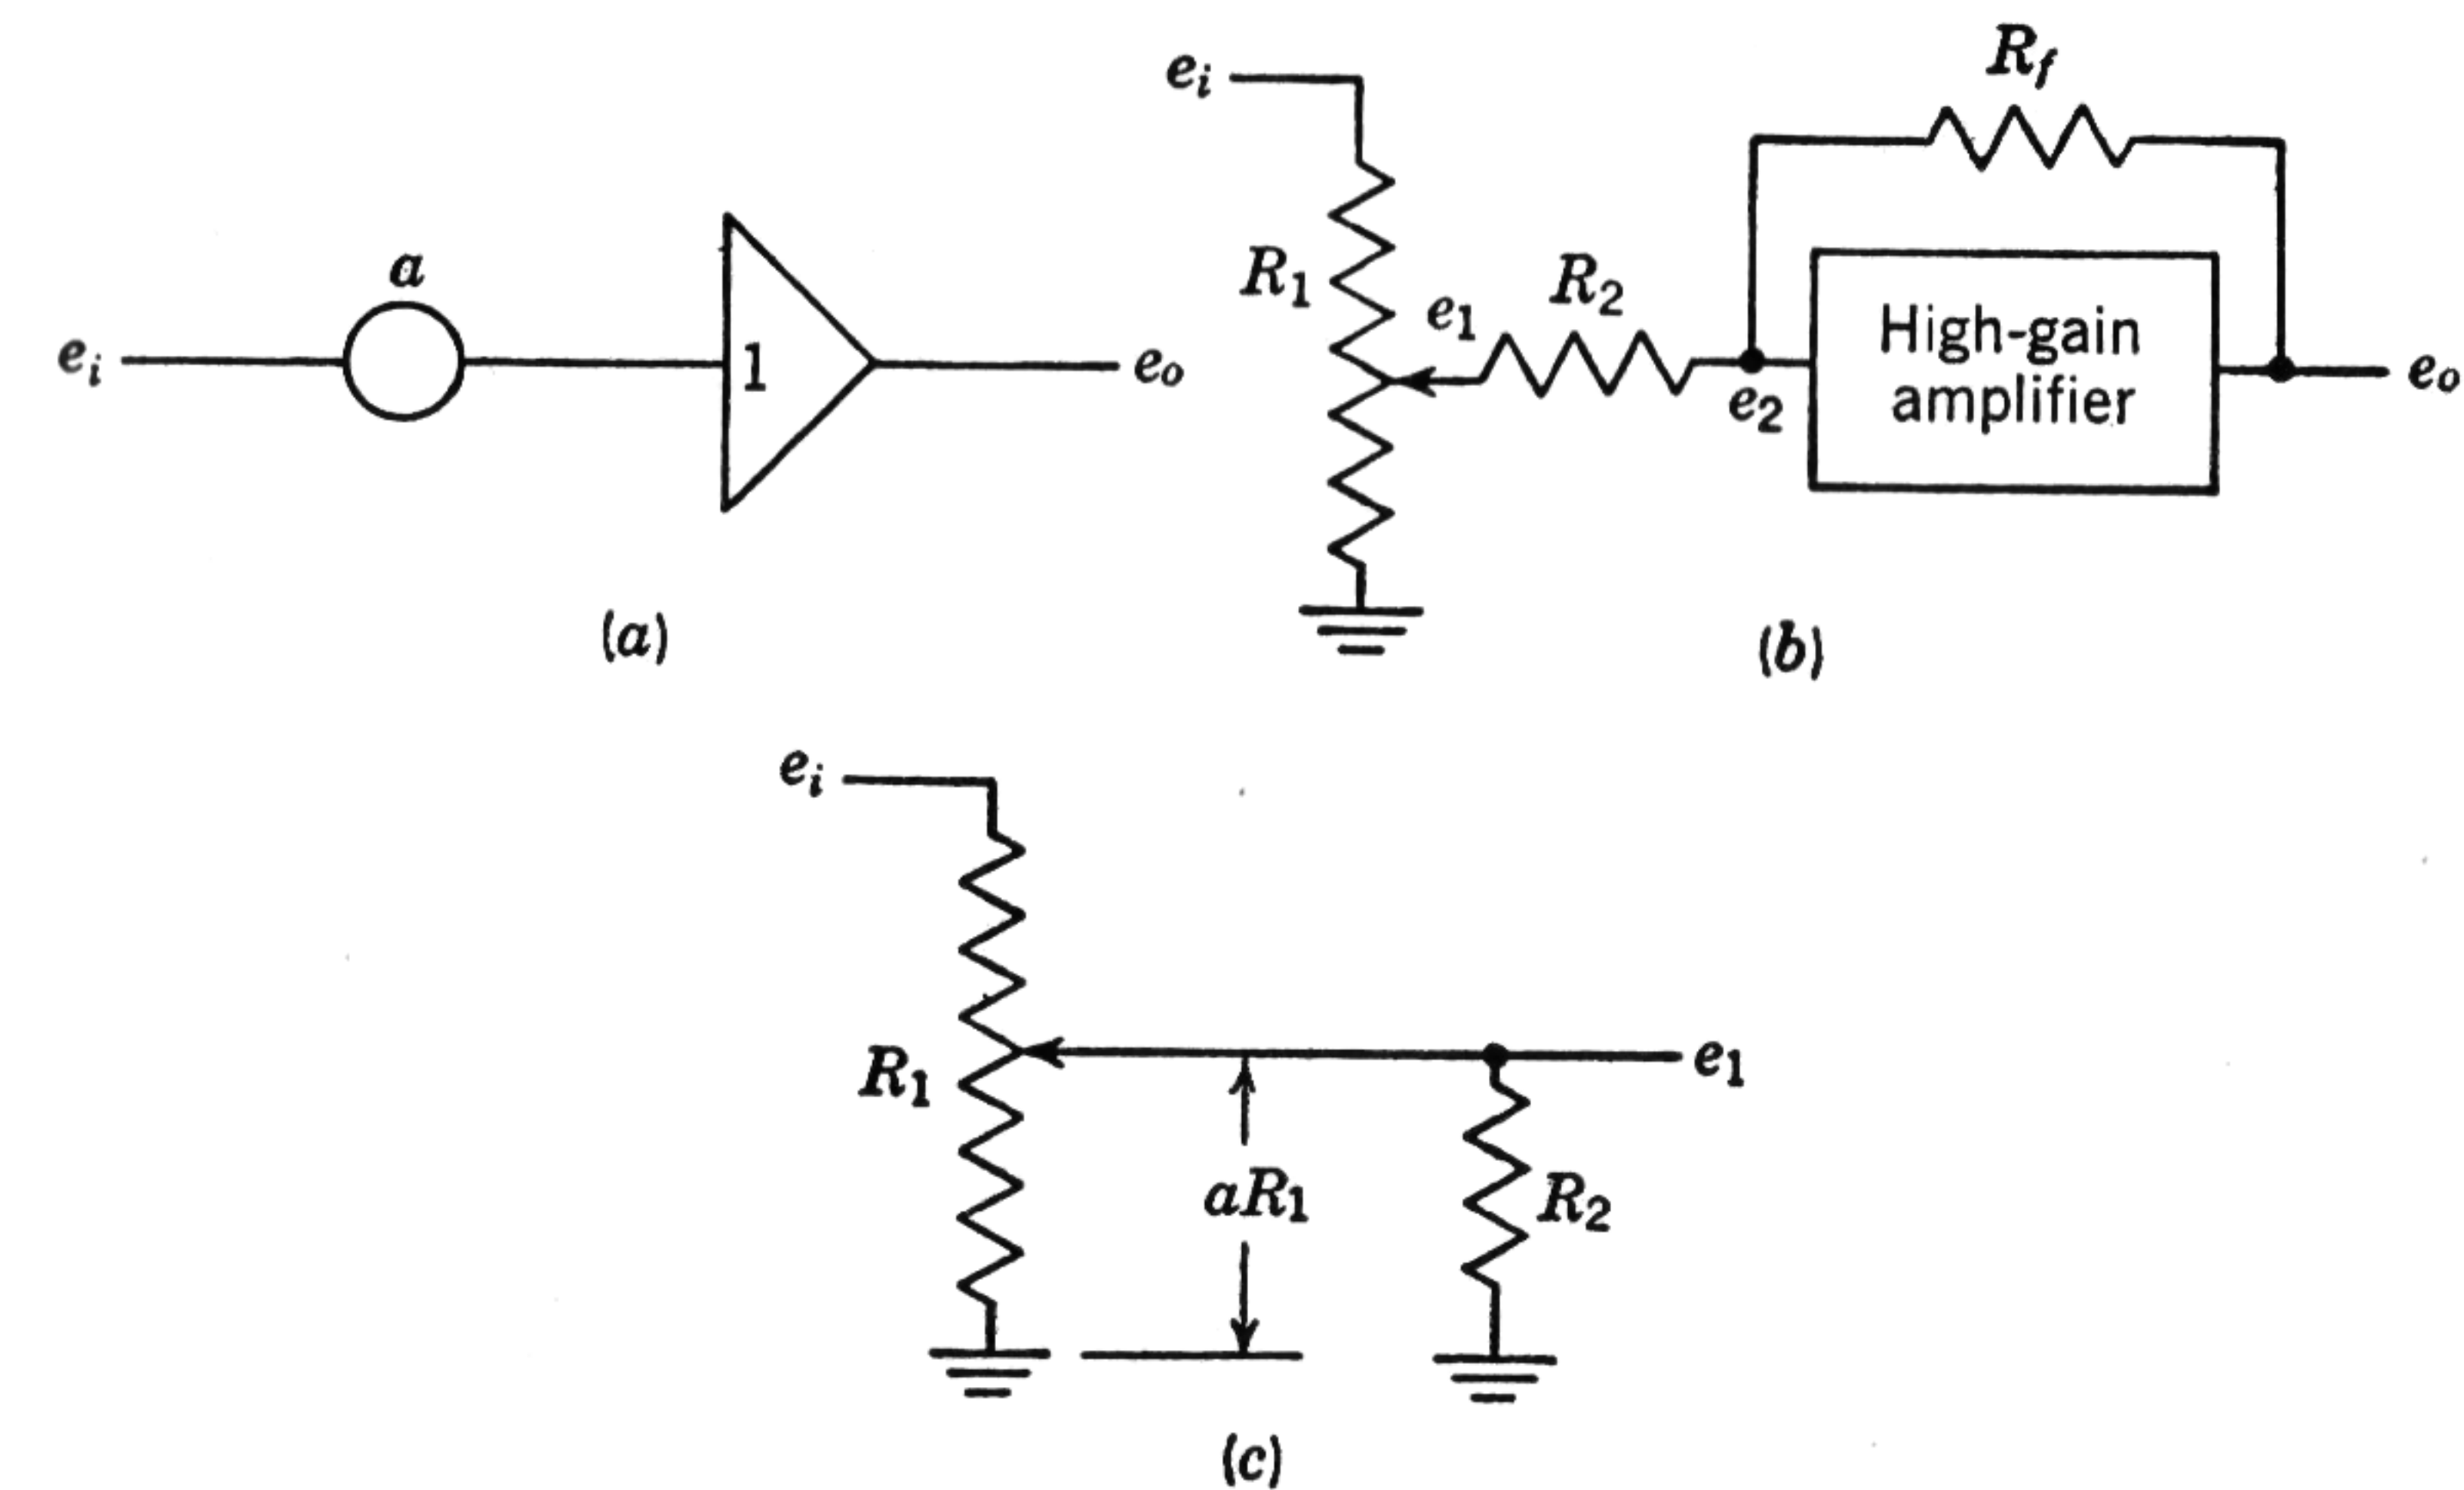 a
e_i
1
e_o
(a)
e_i
R_1
e_1
R_2
e_2
R_f
High-gain
amplifier
e_o
(b)
e_i
R_1
aR_1
e_1
R_2
(c)